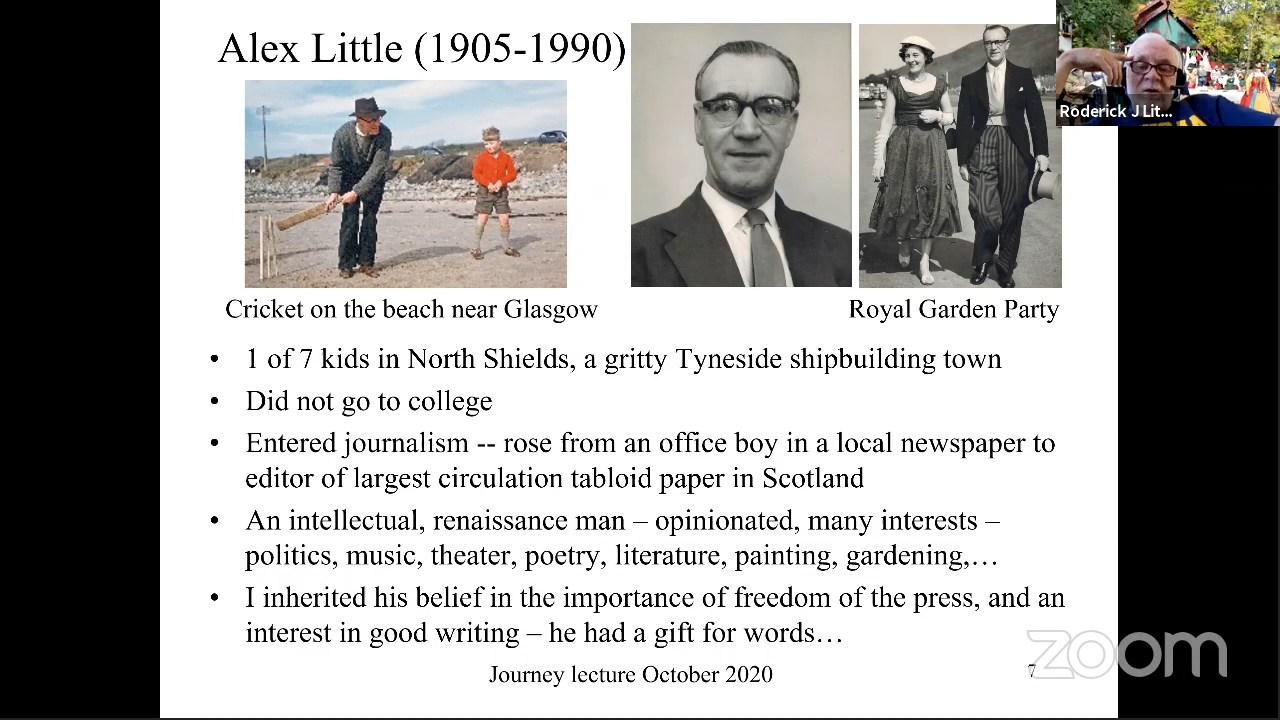 Alex Little (1905-1990)
Roderick J Lit...
Cricket on the beach near Glasgow
Royal Garden Party
• 1 of 7 kids in North Shields, a gritty Tyneside shipbuilding town
• Did not go to college
• Entered journalism -- rose from an office boy in a local newspaper to
editor of largest circulation tabloid paper in Scotland
• An intellectual, renaissance man – opinionated, many interests –
politics, music, theater, poetry, literature, painting, gardening,…
• I inherited his belief in the importance of freedom of the press, and an
interest in good writing – he had a gift for words…
Journey lecture October 2020
7
zoom